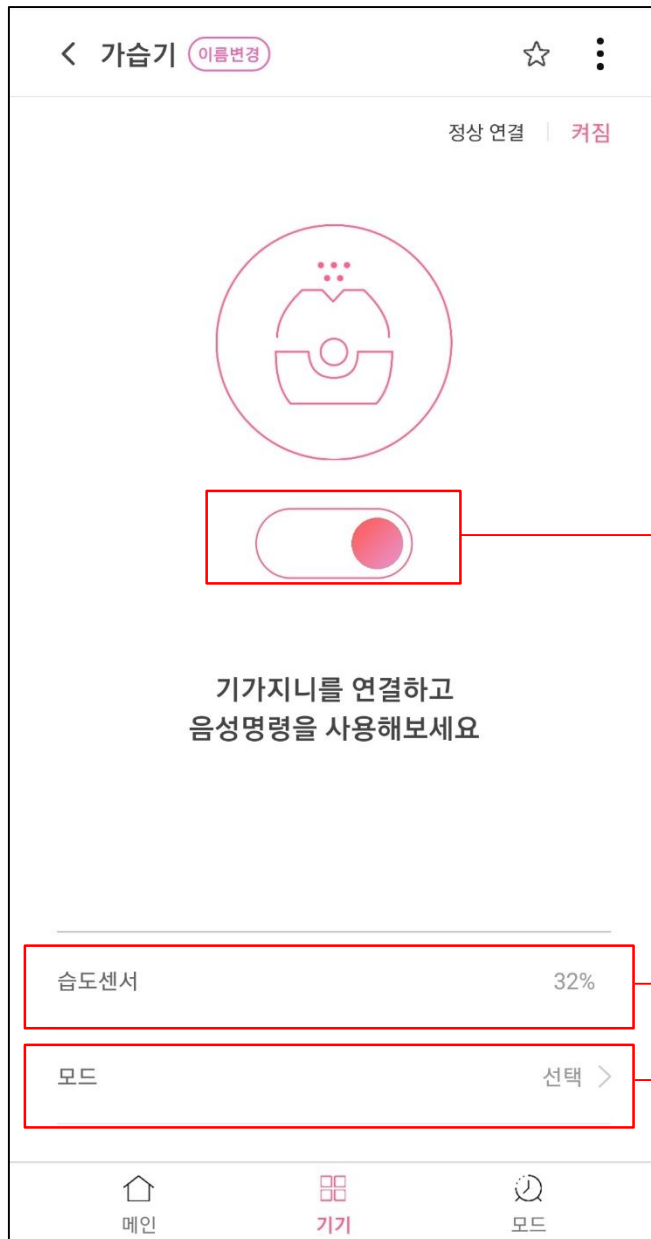 가습기 이름변경
정상 연결 켜짐
기가지니를 연결하고
음성명령을 사용해보세요
습도센서 32%
모드 선택
메인 기기 모드